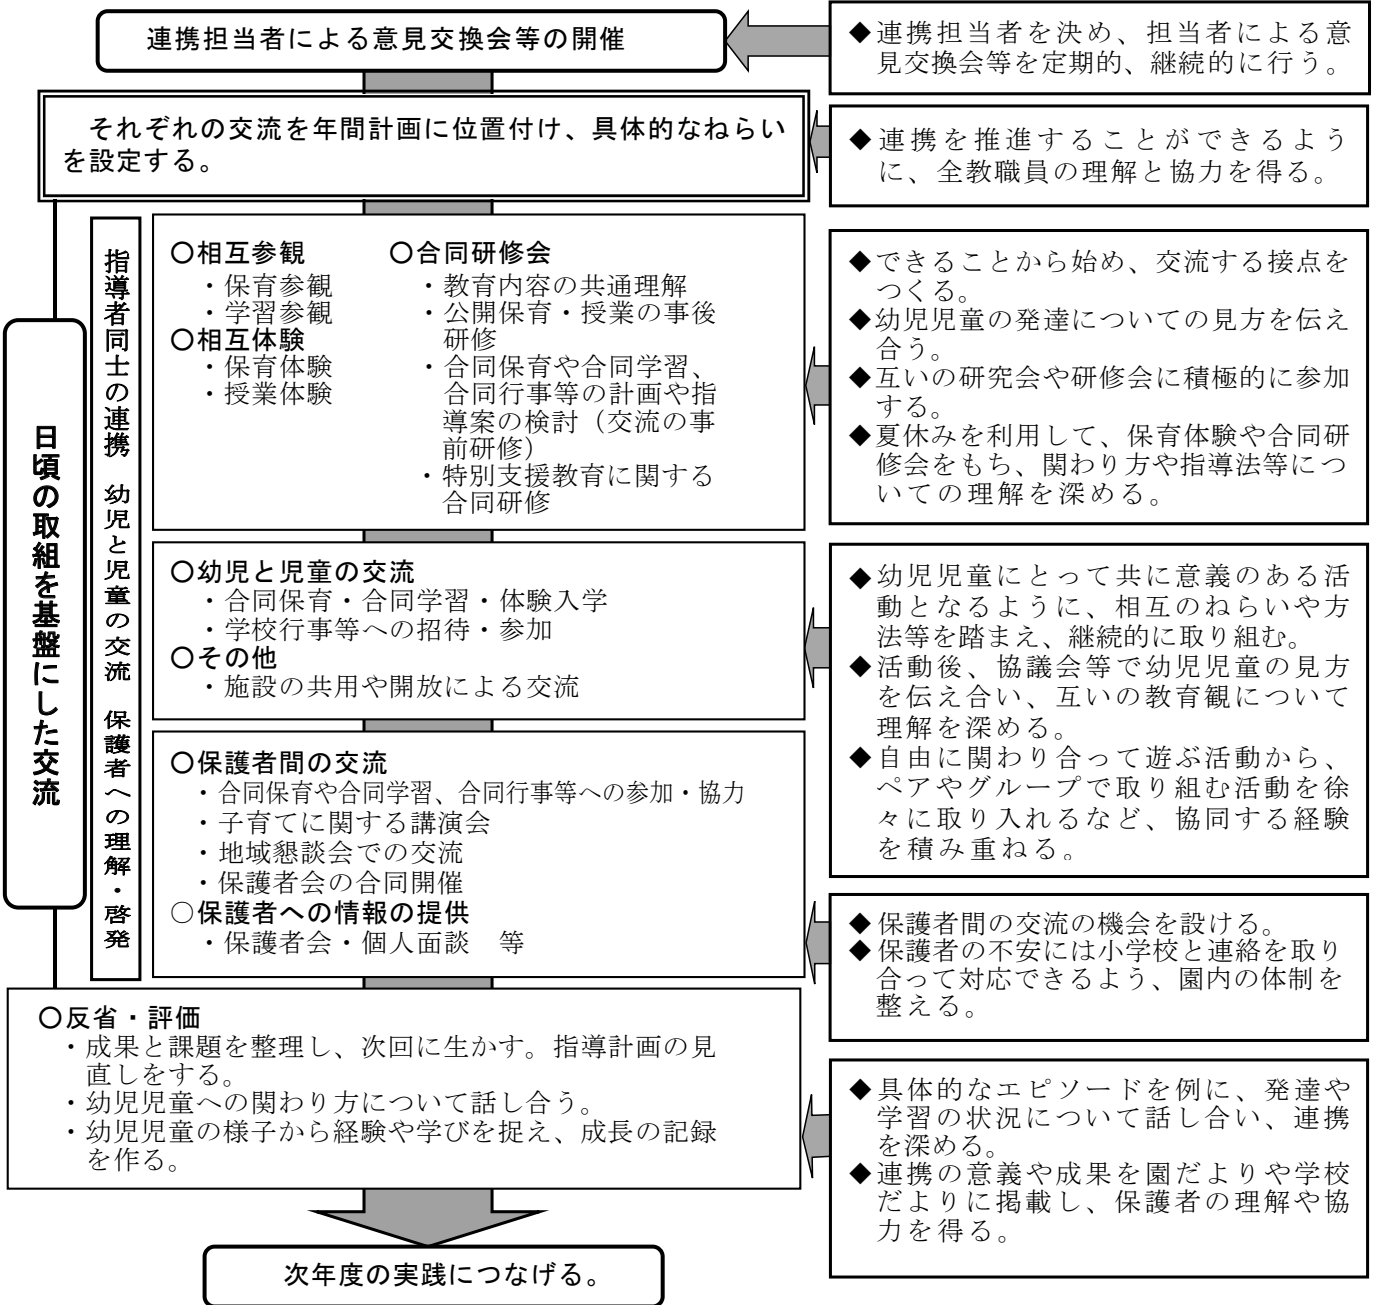 連携担当者による意見交換会等の開催
◆連携担当者を決め、担当者による意
見交換会等を定期的、継続的に行う。
それぞれの交流を年間計画に位置付け、具体的なねらい
を設定する。
◆連携を推進することができるよう
に、全教職員の理解と協力を得る。
日頃の取組を基盤にした交流
指導者同士の連携　幼児と児童の交流　保護者への理解・啓発
○相互参観
・保育参観
・学習参観
○相互体験
・保育体験
・授業体験
○合同研修会
・教育内容の共通理解
・公開保育・授業の事後
研修
・合同保育や合同学習、
合同行事等の計画や指
導案の検討（交流の事
前研修）
・特別支援教育に関する
合同研修
◆できることから始め、交流する接点を
つくる。
◆幼児児童の発達についての見方を伝え
合う。
◆互いの研究会や研修会に積極的に参加
する。
◆夏休みを利用して、保育体験や合同研
修会をもち、関わり方や指導法等につ
いての理解を深める。
○幼児と児童の交流
・合同保育・合同学習・体験入学
・学校行事等への招待・参加
○その他
・施設の共用や開放による交流
◆幼児児童にとって共に意義のある活
動となるように、相互のねらいや方
法等を踏まえ、継続的に取り組む。
◆活動後、協議会等で幼児児童の見方
を伝え合い、互いの教育観について
理解を深める。
◆自由に関わり合って遊ぶ活動から、
ペアやグループで取り組む活動を徐
々に取り入れるなど、協同する経験
を積み重ねる。
○保護者間の交流
・合同保育や合同学習、合同行事等への参加・協力
・子育てに関する講演会
・地域懇談会での交流
・保護者会の合同開催
○保護者への情報の提供
・保護者会・個人面談　等
◆保護者間の交流の機会を設ける。
◆保護者の不安には小学校と連絡を取り
合って対応できるよう、園内の体制を
整える。
○反省・評価
・成果と課題を整理し、次回に生かす。指導計画の見
直しをする。
・幼児児童への関わり方について話し合う。
・幼児児童の様子から経験や学びを捉え、成長の記録
を作る。
◆具体的なエピソードを例に、発達や
学習の状況について話し合い、連携
を深める。
◆連携の意義や成果を園だよりや学校
だよりに掲載し、保護者の理解や協
力を得る。
次年度の実践につなげる。